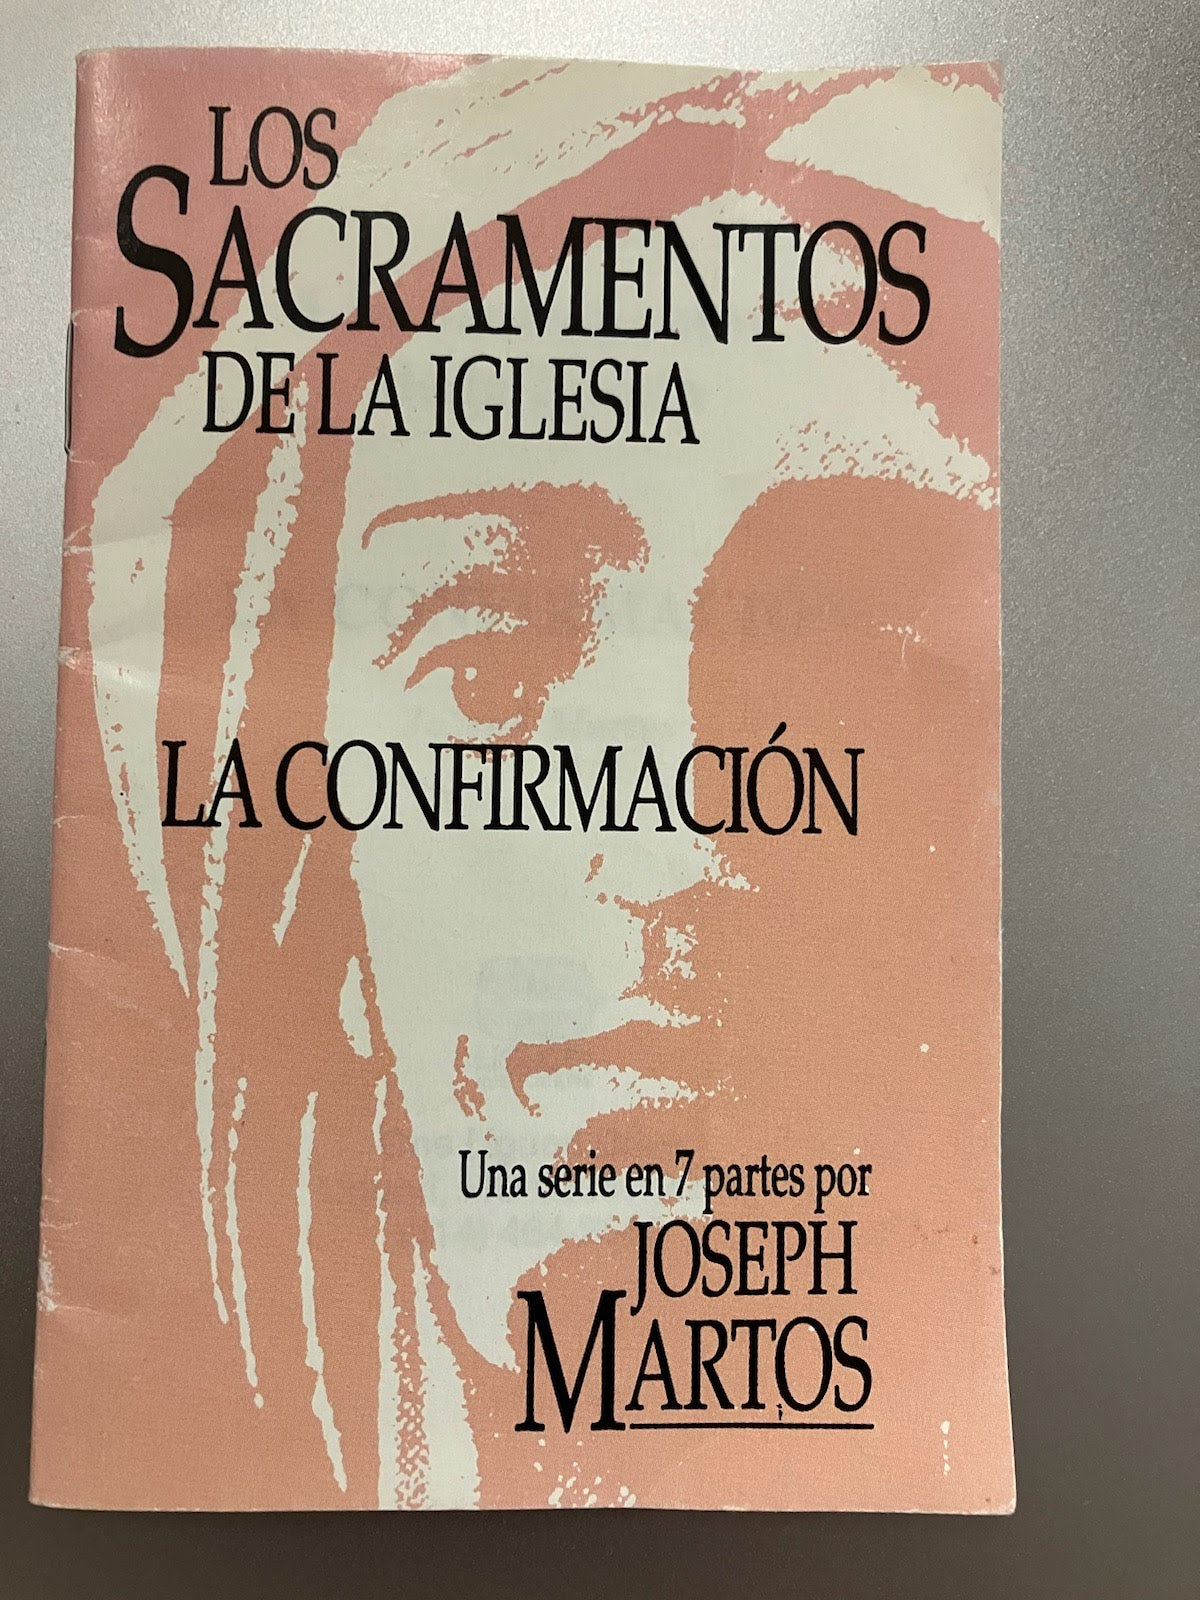 LOS
SACRAMENTOS
DE LA IGLESIA
LA CONFIRMACIÓN
Una serie en 7 partes por
JOSEPH
MARTOS